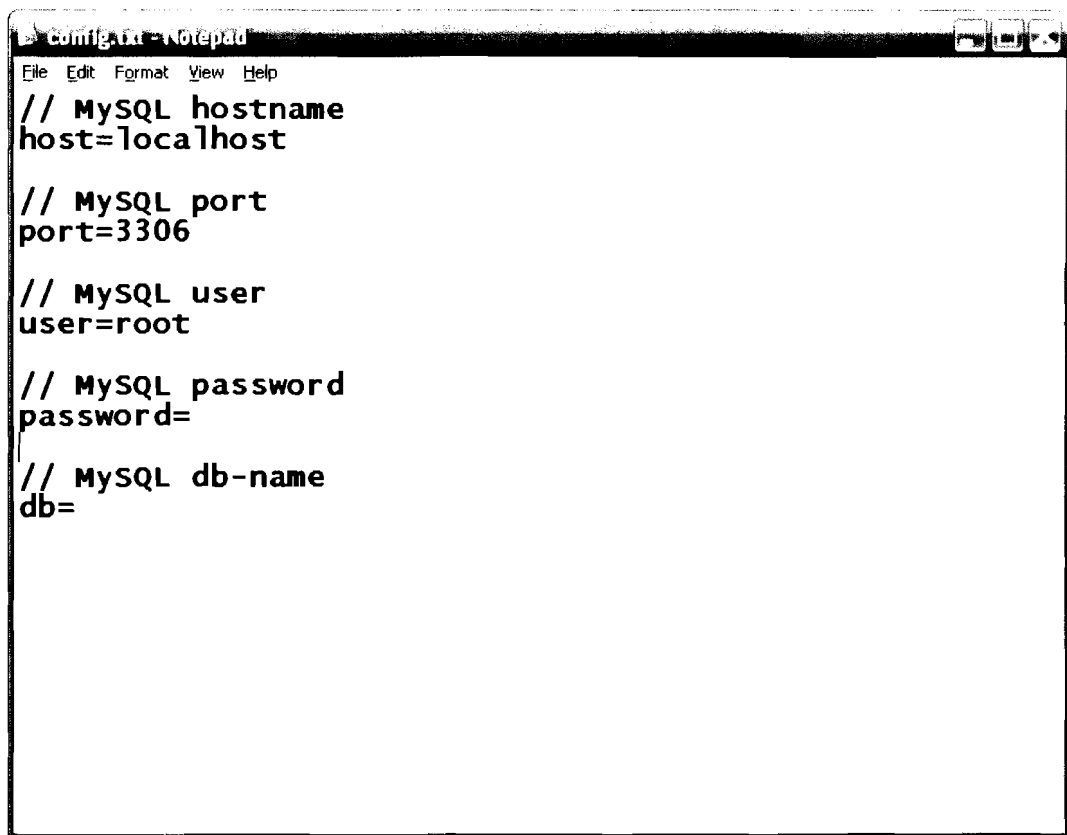 config.txt - Notepad
File Edit Format View Help
// MySQL hostname
host=localhost
// MySQL port
port=3306
// MySQL user
user=root
// MySQL password
password=
// MySQL db-name
db=